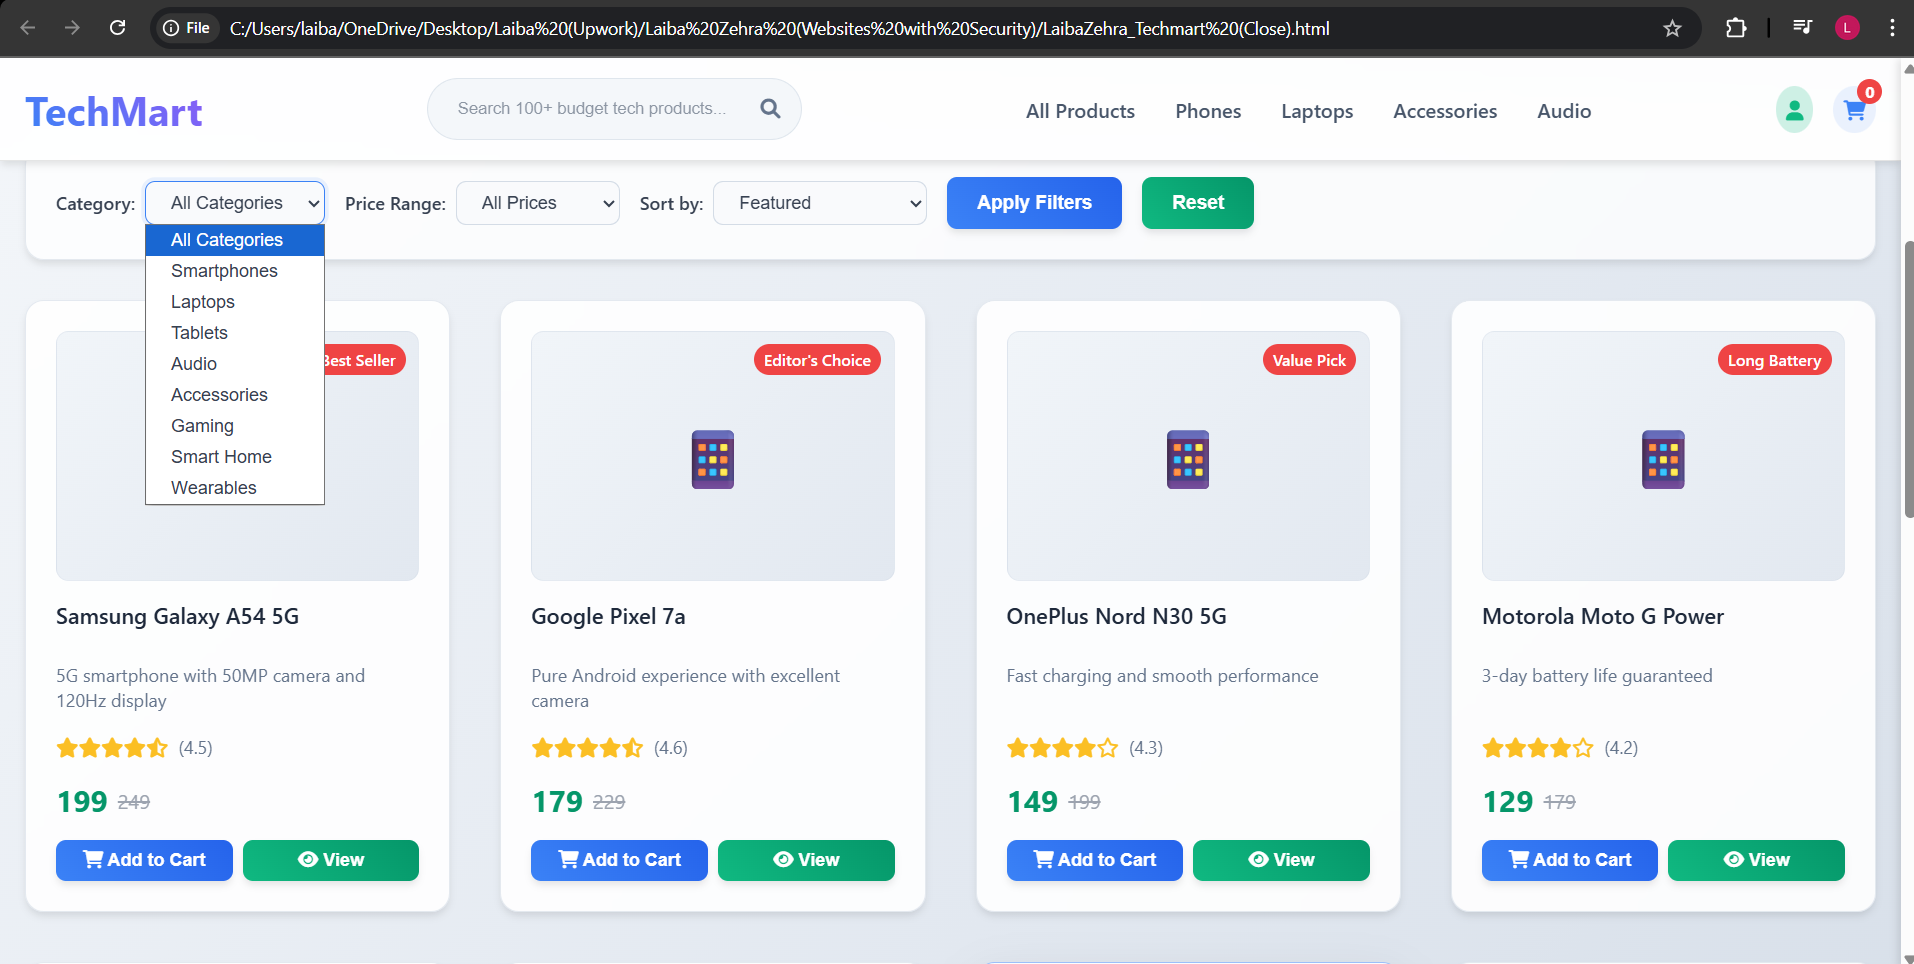 File C:/Users/laiba/OneDrive/Desktop/Laiba%20(Upwork)/Laiba%20Zehra%20(Websites%20with%20Security)/LaibaZehra_Techmart%20(Close).html L
TechMart Search 100+ budget tech products... All Products Phones Laptops Accessories Audio 0
Category: All Categories Price Range: All Prices Sort by: Featured Apply Filters Reset
All Categories
Smartphones
Laptops
Tablets
Audio
Accessories
Gaming
Smart Home
Wearables
Best Seller Editor's Choice Value Pick Long Battery
Samsung Galaxy A54 5G
5G smartphone with 50MP camera and
120Hz display
(4.5)
199 249
Add to Cart View
Google Pixel 7a
Pure Android experience with excellent
camera
(4.6)
179 229
Add to Cart View
OnePlus Nord N30 5G
Fast charging and smooth performance
(4.3)
149 199
Add to Cart View
Motorola Moto G Power
3-day battery life guaranteed
(4.2)
129 179
Add to Cart View